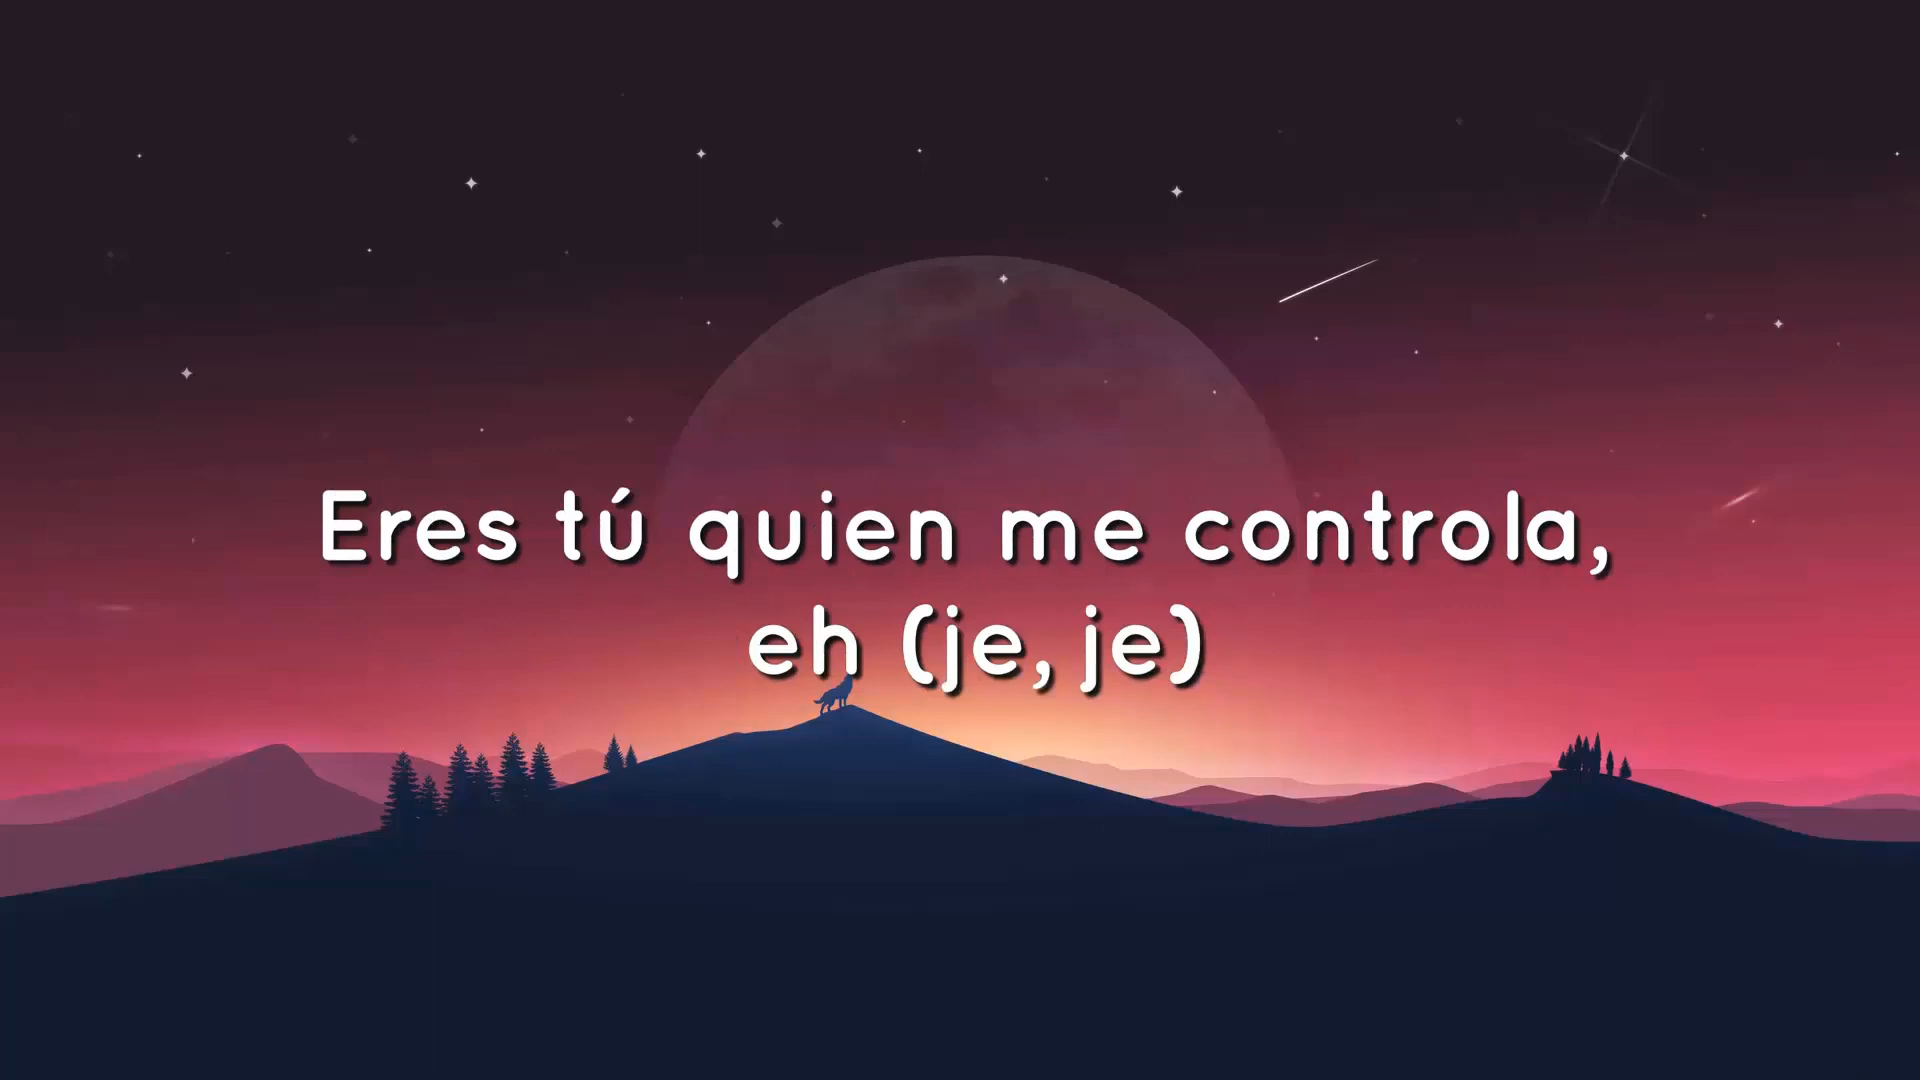 Eres tú quien me controla,
eh (je, je)